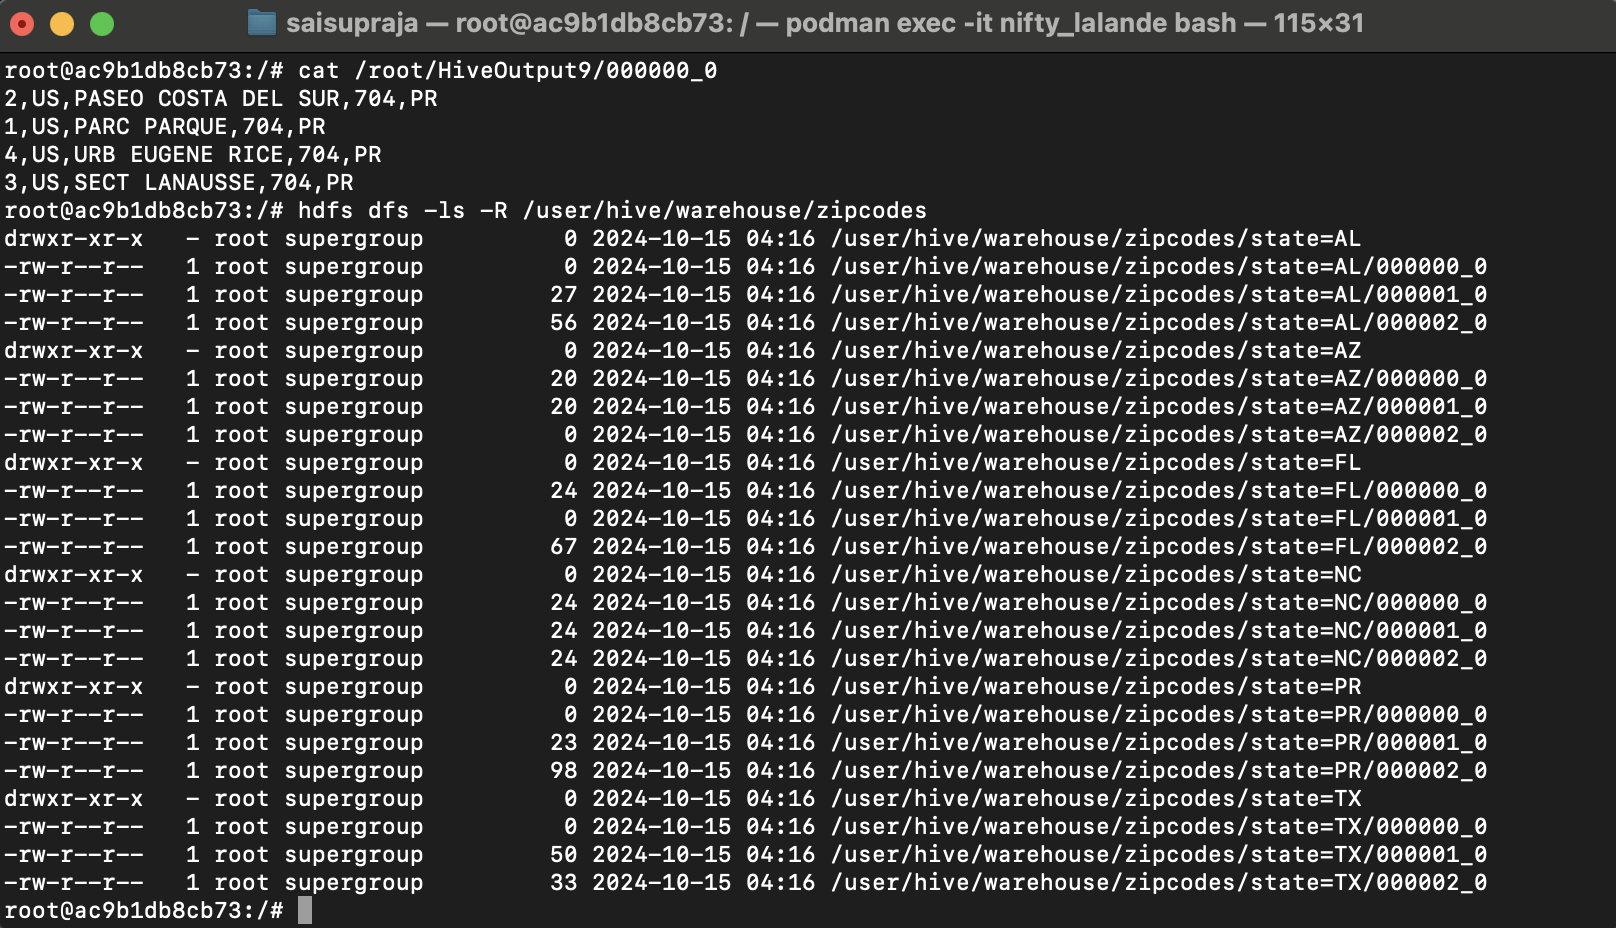 saisupraja — root@ac9b1db8cb73: / — podman exec -it nifty_lalande bash — 115×31
root@ac9b1db8cb73:/# cat /root/HiveOutput9/000000_0
2,US,PASEO COSTA DEL SUR,704,PR
1,US,PARC PARQUE,704,PR
4,US,URB EUGENE RICE,704,PR
3,US,SECT LANAUSSE,704,PR
root@ac9b1db8cb73:/# hdfs dfs -ls -R /user/hive/warehouse/zipcodes
drwxr-xr-x   - root supergroup          0 2024-10-15 04:16 /user/hive/warehouse/zipcodes/state=AL
-rw-r--r--   1 root supergroup          0 2024-10-15 04:16 /user/hive/warehouse/zipcodes/state=AL/000000_0
-rw-r--r--   1 root supergroup         27 2024-10-15 04:16 /user/hive/warehouse/zipcodes/state=AL/000001_0
-rw-r--r--   1 root supergroup         56 2024-10-15 04:16 /user/hive/warehouse/zipcodes/state=AL/000002_0
drwxr-xr-x   - root supergroup          0 2024-10-15 04:16 /user/hive/warehouse/zipcodes/state=AZ
-rw-r--r--   1 root supergroup         20 2024-10-15 04:16 /user/hive/warehouse/zipcodes/state=AZ/000000_0
-rw-r--r--   1 root supergroup         20 2024-10-15 04:16 /user/hive/warehouse/zipcodes/state=AZ/000001_0
-rw-r--r--   1 root supergroup          0 2024-10-15 04:16 /user/hive/warehouse/zipcodes/state=AZ/000002_0
drwxr-xr-x   - root supergroup          0 2024-10-15 04:16 /user/hive/warehouse/zipcodes/state=FL
-rw-r--r--   1 root supergroup         24 2024-10-15 04:16 /user/hive/warehouse/zipcodes/state=FL/000000_0
-rw-r--r--   1 root supergroup          0 2024-10-15 04:16 /user/hive/warehouse/zipcodes/state=FL/000001_0
-rw-r--r--   1 root supergroup         67 2024-10-15 04:16 /user/hive/warehouse/zipcodes/state=FL/000002_0
drwxr-xr-x   - root supergroup          0 2024-10-15 04:16 /user/hive/warehouse/zipcodes/state=NC
-rw-r--r--   1 root supergroup         24 2024-10-15 04:16 /user/hive/warehouse/zipcodes/state=NC/000000_0
-rw-r--r--   1 root supergroup         24 2024-10-15 04:16 /user/hive/warehouse/zipcodes/state=NC/000001_0
-rw-r--r--   1 root supergroup         24 2024-10-15 04:16 /user/hive/warehouse/zipcodes/state=NC/000002_0
drwxr-xr-x   - root supergroup          0 2024-10-15 04:16 /user/hive/warehouse/zipcodes/state=PR
-rw-r--r--   1 root supergroup          0 2024-10-15 04:16 /user/hive/warehouse/zipcodes/state=PR/000000_0
-rw-r--r--   1 root supergroup         23 2024-10-15 04:16 /user/hive/warehouse/zipcodes/state=PR/000001_0
-rw-r--r--   1 root supergroup         98 2024-10-15 04:16 /user/hive/warehouse/zipcodes/state=PR/000002_0
drwxr-xr-x   - root supergroup          0 2024-10-15 04:16 /user/hive/warehouse/zipcodes/state=TX
-rw-r--r--   1 root supergroup          0 2024-10-15 04:16 /user/hive/warehouse/zipcodes/state=TX/000000_0
-rw-r--r--   1 root supergroup         50 2024-10-15 04:16 /user/hive/warehouse/zipcodes/state=TX/000001_0
-rw-r--r--   1 root supergroup         33 2024-10-15 04:16 /user/hive/warehouse/zipcodes/state=TX/000002_0
root@ac9b1db8cb73:/#